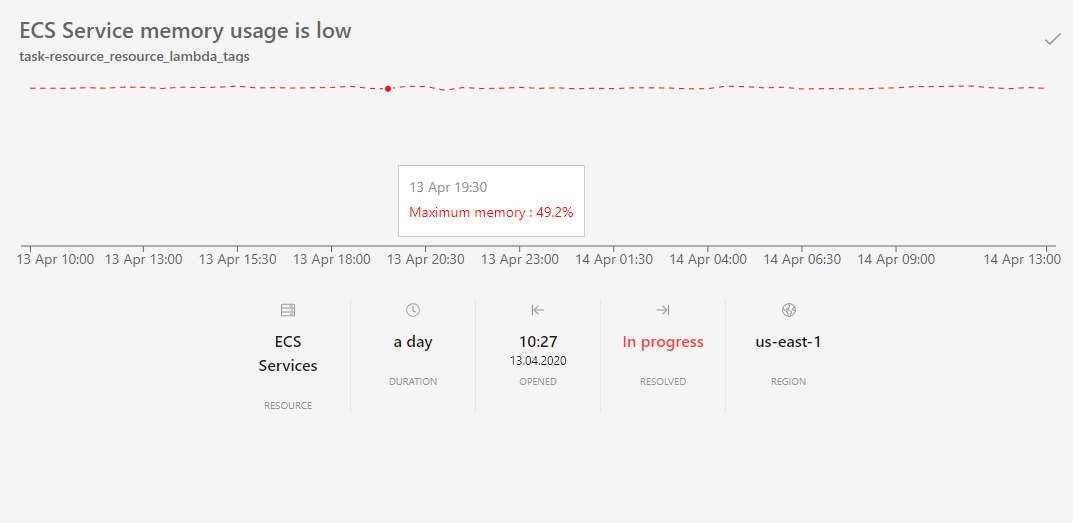 ECS Service memory usage is low
task-resource_resource_lambda_tags
13 Apr 19:30
Maximum memory : 49.2%
13 Apr 10:00 13 Apr 13:00 13 Apr 15:30 13 Apr 18:00 13 Apr 20:30 13 Apr 23:00 14 Apr 01:30 14 Apr 04:00 14 Apr 06:30 14 Apr 09:00 14 Apr 13:00
ECS
Services
RESOURCE
a day
DURATION
10:27
13.04.2020
OPENED
In progress
RESOLVED
us-east-1
REGION